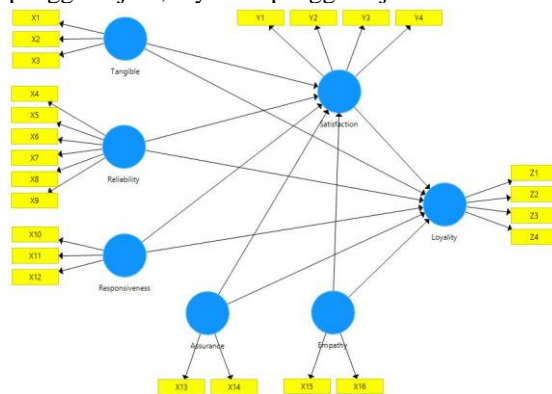 X1
X2
X3
Tangible
Y1
Y2
Y3
Y4
Satisfaction
X4
X5
X6
X7
X8
X9
Reliability
Z1
Z2
Z3
Z4
Loyality
X10
X11
X12
Responsiveness
Assurance
Empathy
X13
X14
X15
X16